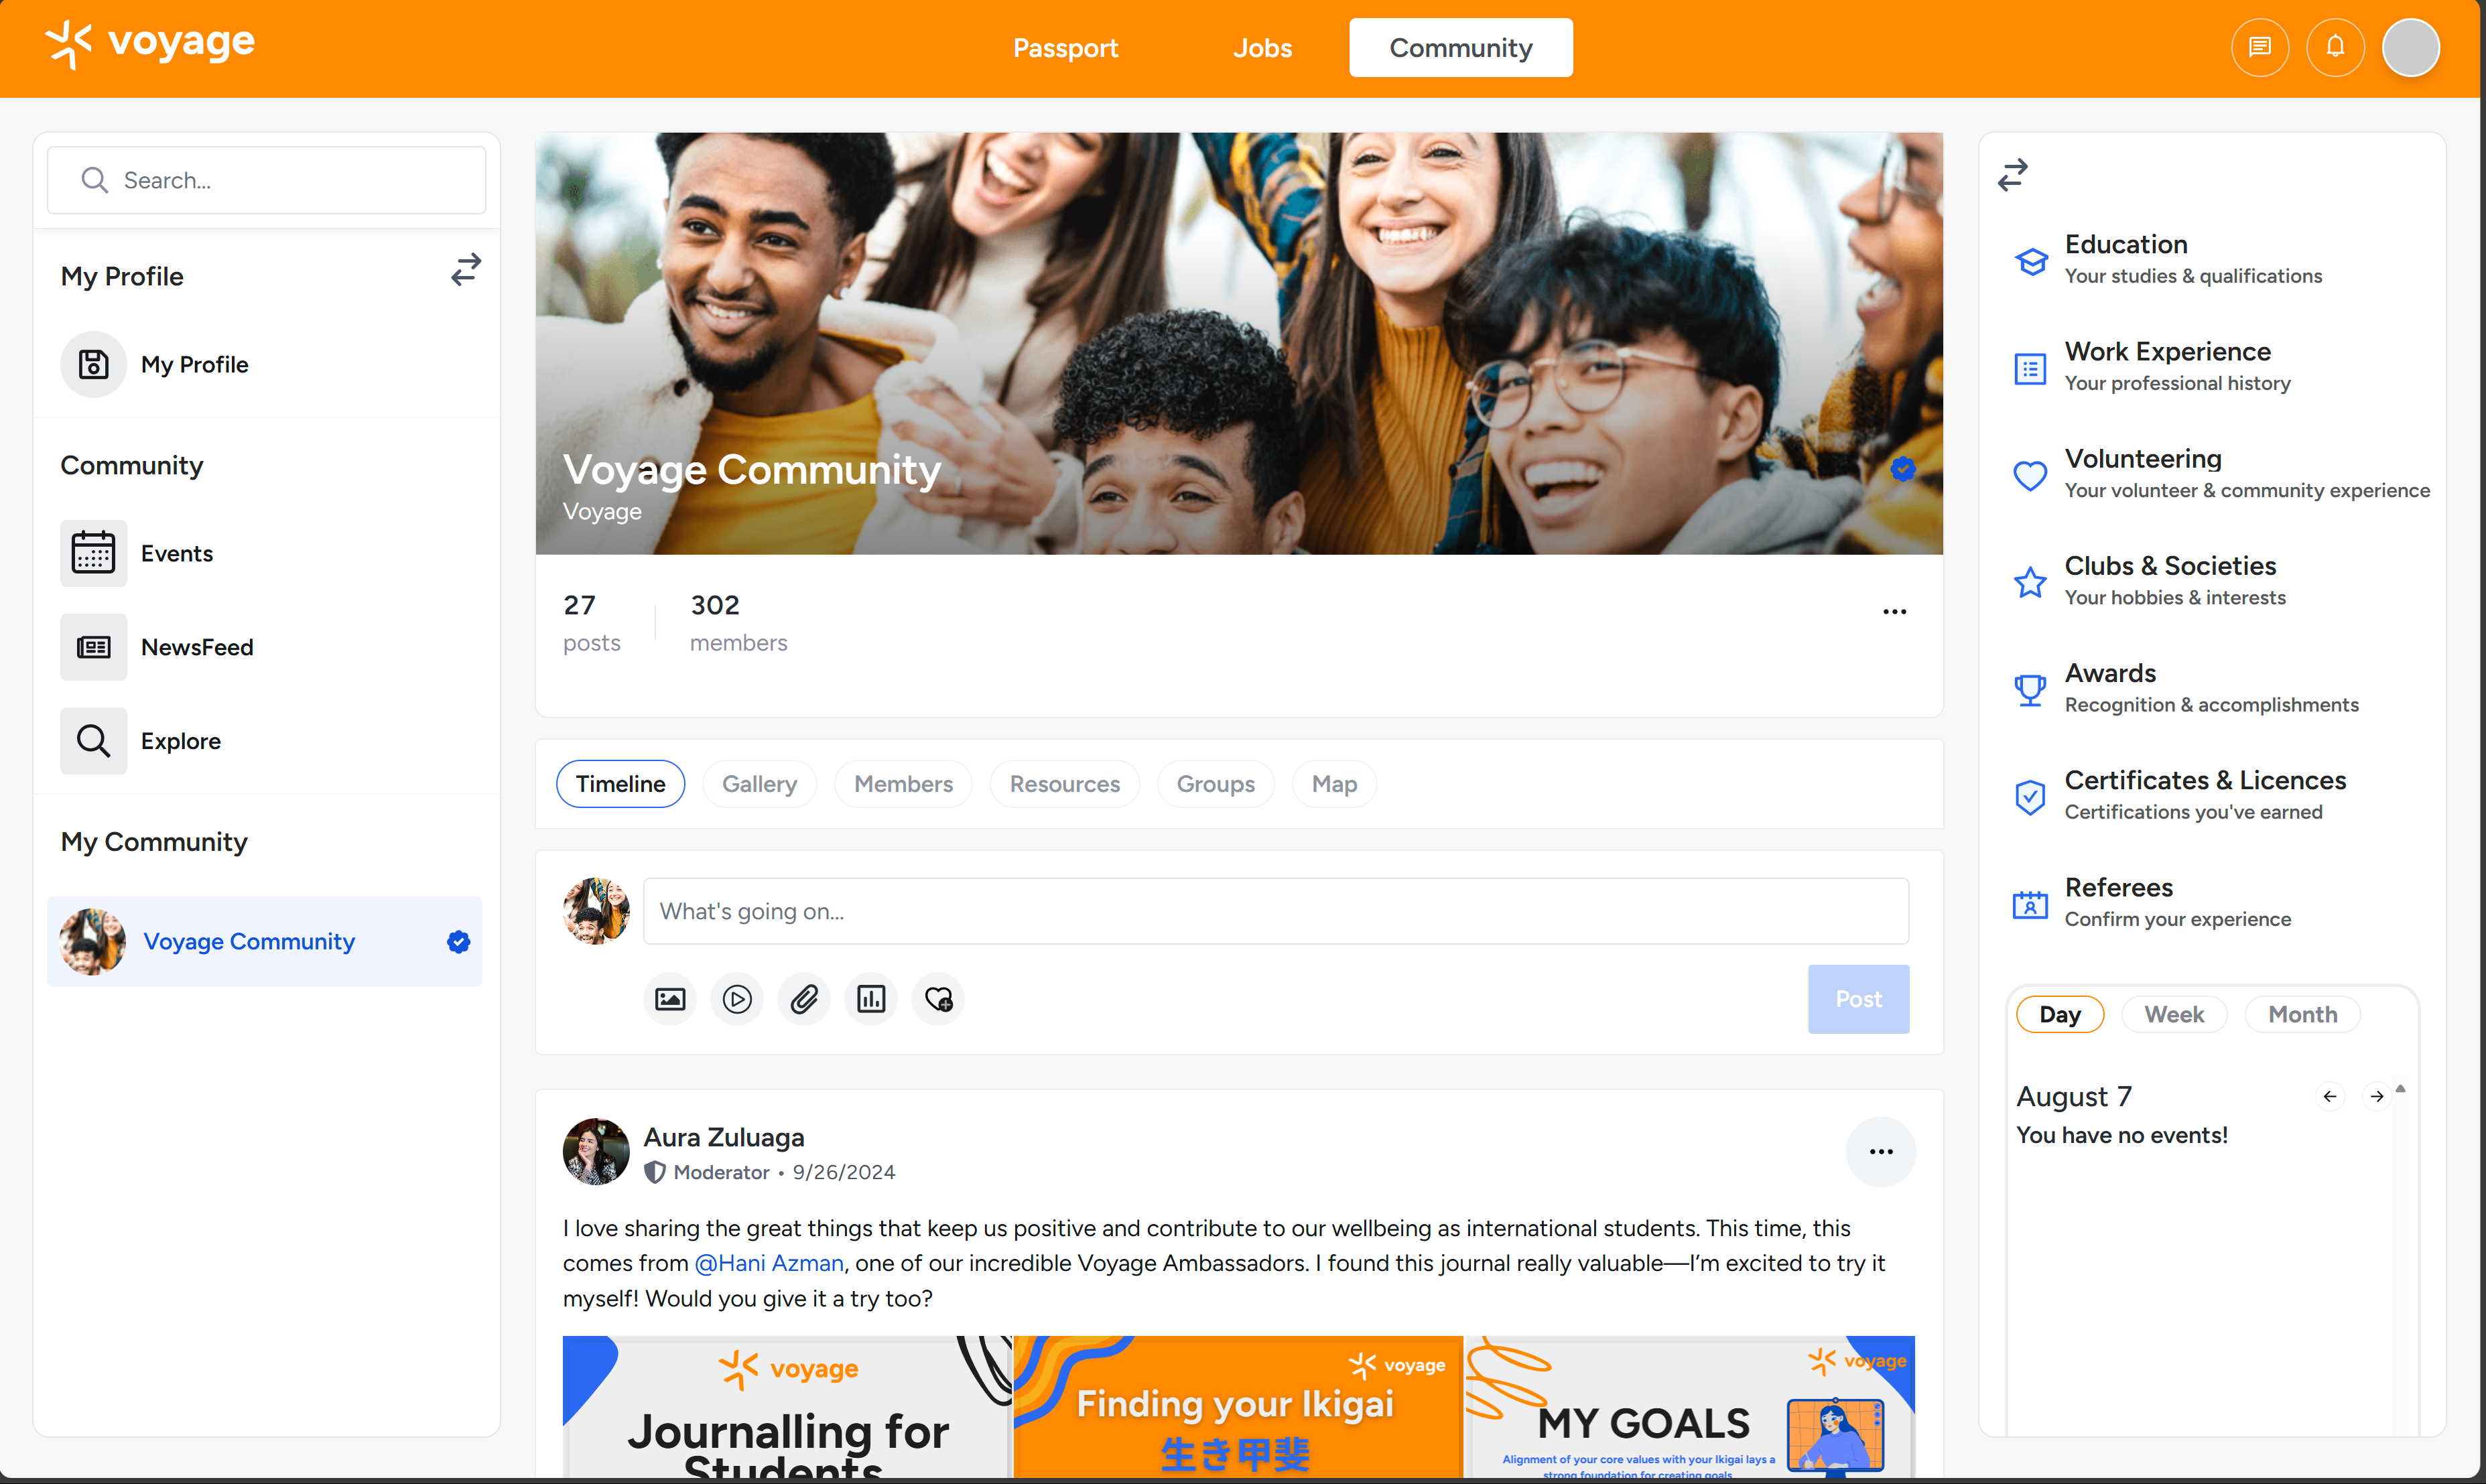 voyage
Passport
Jobs
Community
Search...
My Profile
My Profile
Community
Events
NewsFeed
Explore
My Community
Voyage Community
Voyage Community
Voyage
27
posts
302
members
Timeline
Gallery
Members
Resources
Groups
Map
What's going on...
Post
Aura Zuluaga
Moderator • 9/26/2024
I love sharing the great things that keep us positive and contribute to our wellbeing as international students. This time, this
comes from @Hani Azman, one of our incredible Voyage Ambassadors. I found this journal really valuable—I’m excited to try it
myself! Would you give it a try too?
voyage
Journalling for
Students
voyage
Finding your Ikigai
生き甲斐
voyage
MY GOALS
Alignment of your core values with your Ikigai lays a
strong foundation for creating goals
Education
Your studies & qualifications
Work Experience
Your professional history
Volunteering
Your volunteer & community experience
Clubs & Societies
Your hobbies & interests
Awards
Recognition & accomplishments
Certificates & Licences
Certifications you've earned
Referees
Confirm your experience
Day
Week
Month
August 7
You have no events!